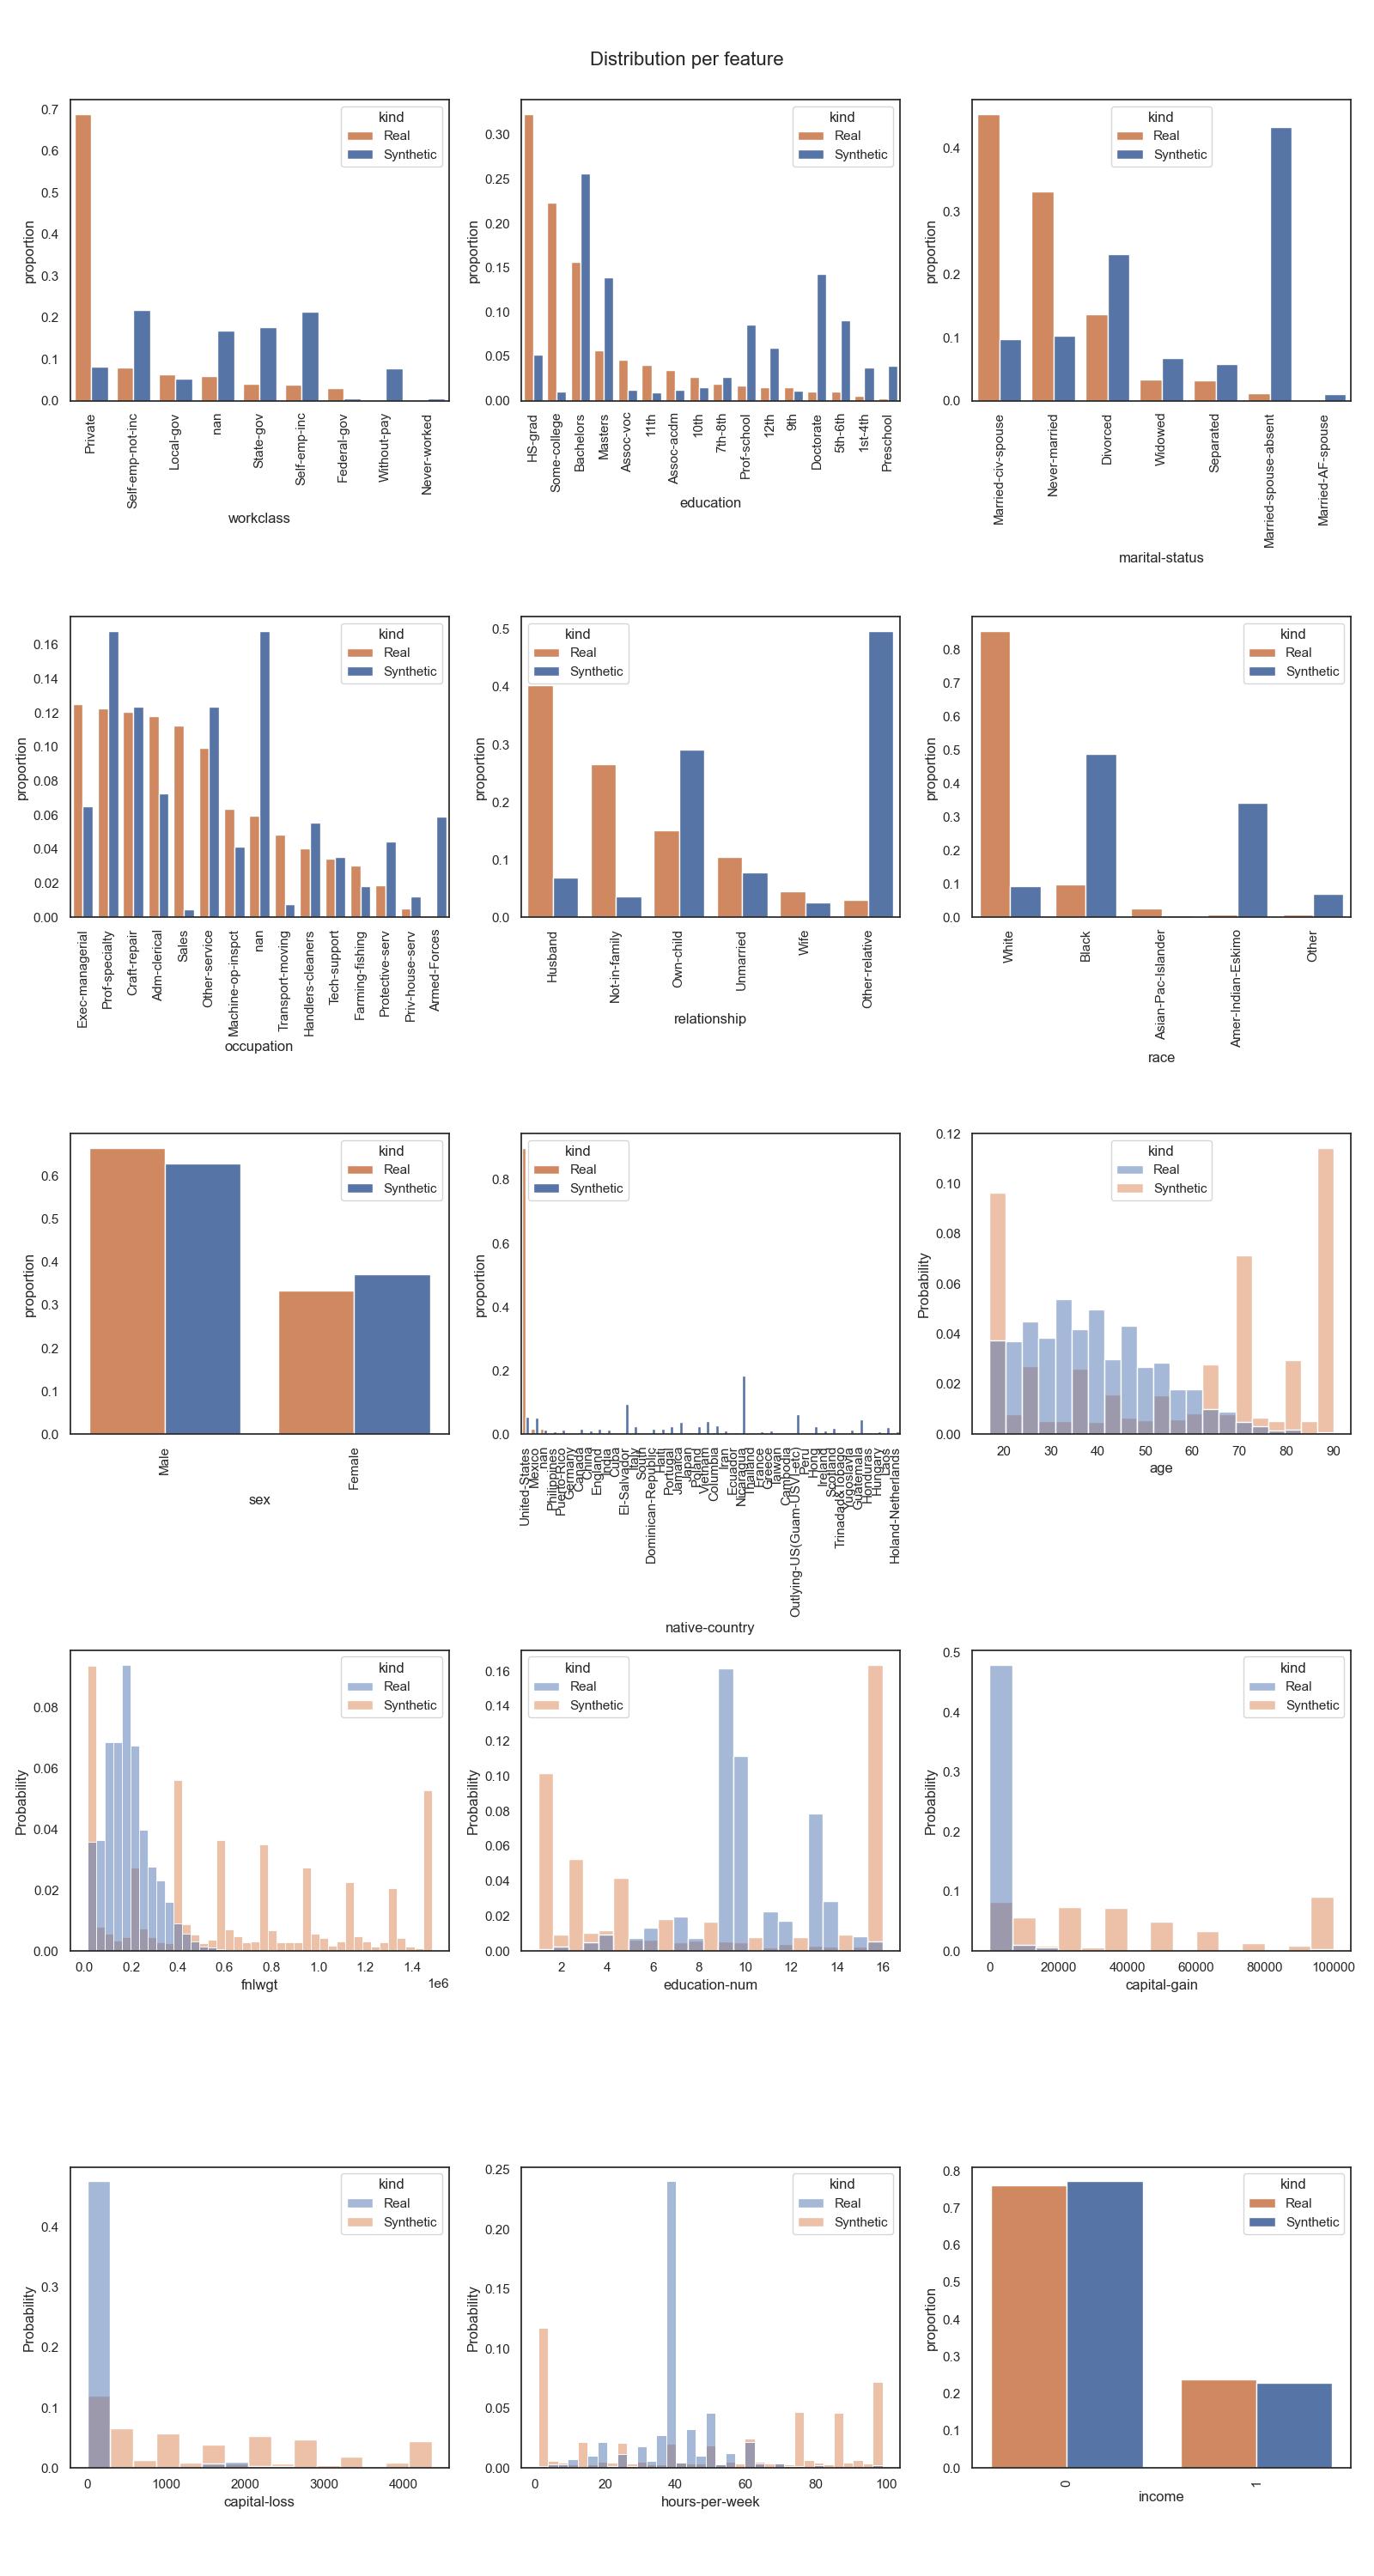 Distribution per feature
proportion
0.7
0.6
0.5
0.4
0.3
0.2
0.1
0.0
kind
Real
Synthetic
Private
Self-emp-not-inc
Local-gov
nan
State-gov
Self-emp-inc
Federal-gov
Without-pay
Never-worked
workclass
proportion
0.30
0.25
0.20
0.15
0.10
0.05
0.00
kind
Real
Synthetic
HS-grad
Some-college
Bachelors
Masters
Assoc-voc
11th
Assoc-acdm
10th
7th-8th
Prof-school
12th
9th
Doctorate
5th-6th
1st-4th
Preschool
education
proportion
0.4
0.3
0.2
0.1
0.0
kind
Real
Synthetic
Married-civ-spouse
Never-married
Divorced
Widowed
Separated
Married-spouse-absent
Married-AF-spouse
marital-status
proportion
0.16
0.14
0.12
0.10
0.08
0.06
0.04
0.02
0.00
kind
Real
Synthetic
Exec-managerial
Prof-specialty
Craft-repair
Adm-clerical
Sales
Other-service
Machine-op-inspct
nan
Transport-moving
Handlers-cleaners
Tech-support
Farming-fishing
Protective-serv
Priv-house-serv
Armed-Forces
occupation
proportion
0.5
0.4
0.3
0.2
0.1
0.0
kind
Real
Synthetic
Husband
Not-in-family
Own-child
Unmarried
Wife
Other-relative
relationship
proportion
0.8
0.7
0.6
0.5
0.4
0.3
0.2
0.1
0.0
kind
Real
Synthetic
White
Black
Asian-Pac-Islander
Amer-Indian-Eskimo
Other
race
proportion
0.6
0.5
0.4
0.3
0.2
0.1
0.0
kind
Real
Synthetic
Male
Female
sex
proportion
0.8
0.6
0.4
0.2
0.0
kind
Real
Synthetic
United-States
Mexico
nan
Philippines
Puerto-Rico
Germany
Canada
China
England
India
Cuba
El-Salvador
Italy
South
Dominican-Republic
Haiti
Portugal
Jamaica
Japan
Poland
Vietnam
Columbia
Iran
Ecuador
Nicaragua
Thailand
France
Greece
Taiwan
Cambodia
Outlying-US(Guam-USVI-etc)
Peru
Hong
Ireland
Scotland
Trinadad&Tobago
Yugoslavia
Guatemala
Honduras
Hungary
Laos
Holand-Netherlands
native-country
Probability
0.12
0.10
0.08
0.06
0.04
0.02
0.00
kind
Real
Synthetic
20 30 40 50 60 70 80 90
age
Probability
0.08
0.06
0.04
0.02
0.00
kind
Real
Synthetic
0.0 0.2 0.4 0.6 0.8 1.0 1.2 1.4
1e6
fnlwgt
Probability
0.16
0.14
0.12
0.10
0.08
0.06
0.04
0.02
0.00
kind
Real
Synthetic
2 4 6 8 10 12 14 16
education-num
Probability
0.5
0.4
0.3
0.2
0.1
0.0
kind
Real
Synthetic
0 20000 40000 60000 80000 100000
capital-gain
Probability
0.4
0.3
0.2
0.1
0.0
kind
Real
Synthetic
0 1000 2000 3000 4000
capital-loss
Probability
0.25
0.20
0.15
0.10
0.05
0.00
kind
Real
Synthetic
0 20 40 60 80 100
hours-per-week
proportion
0.8
0.7
0.6
0.5
0.4
0.3
0.2
0.1
0.0
kind
Real
Synthetic
0
1
income